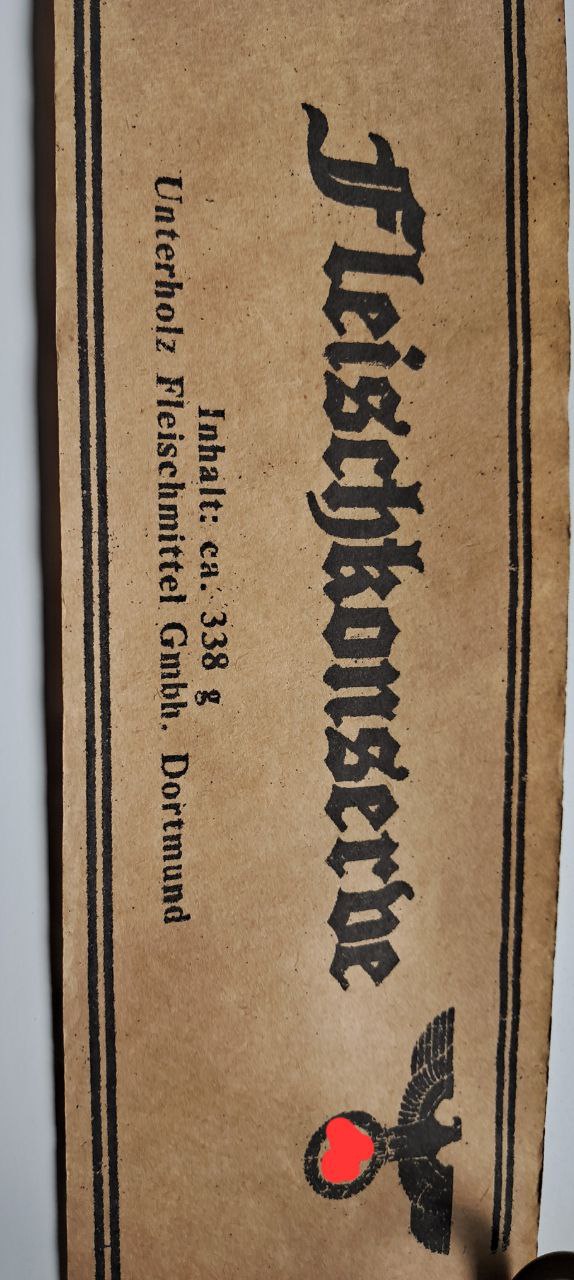 Fleischkonserve
Inhalt: ca. 338 g
Unterholz Fleischmittel Gmbh. Dortmund